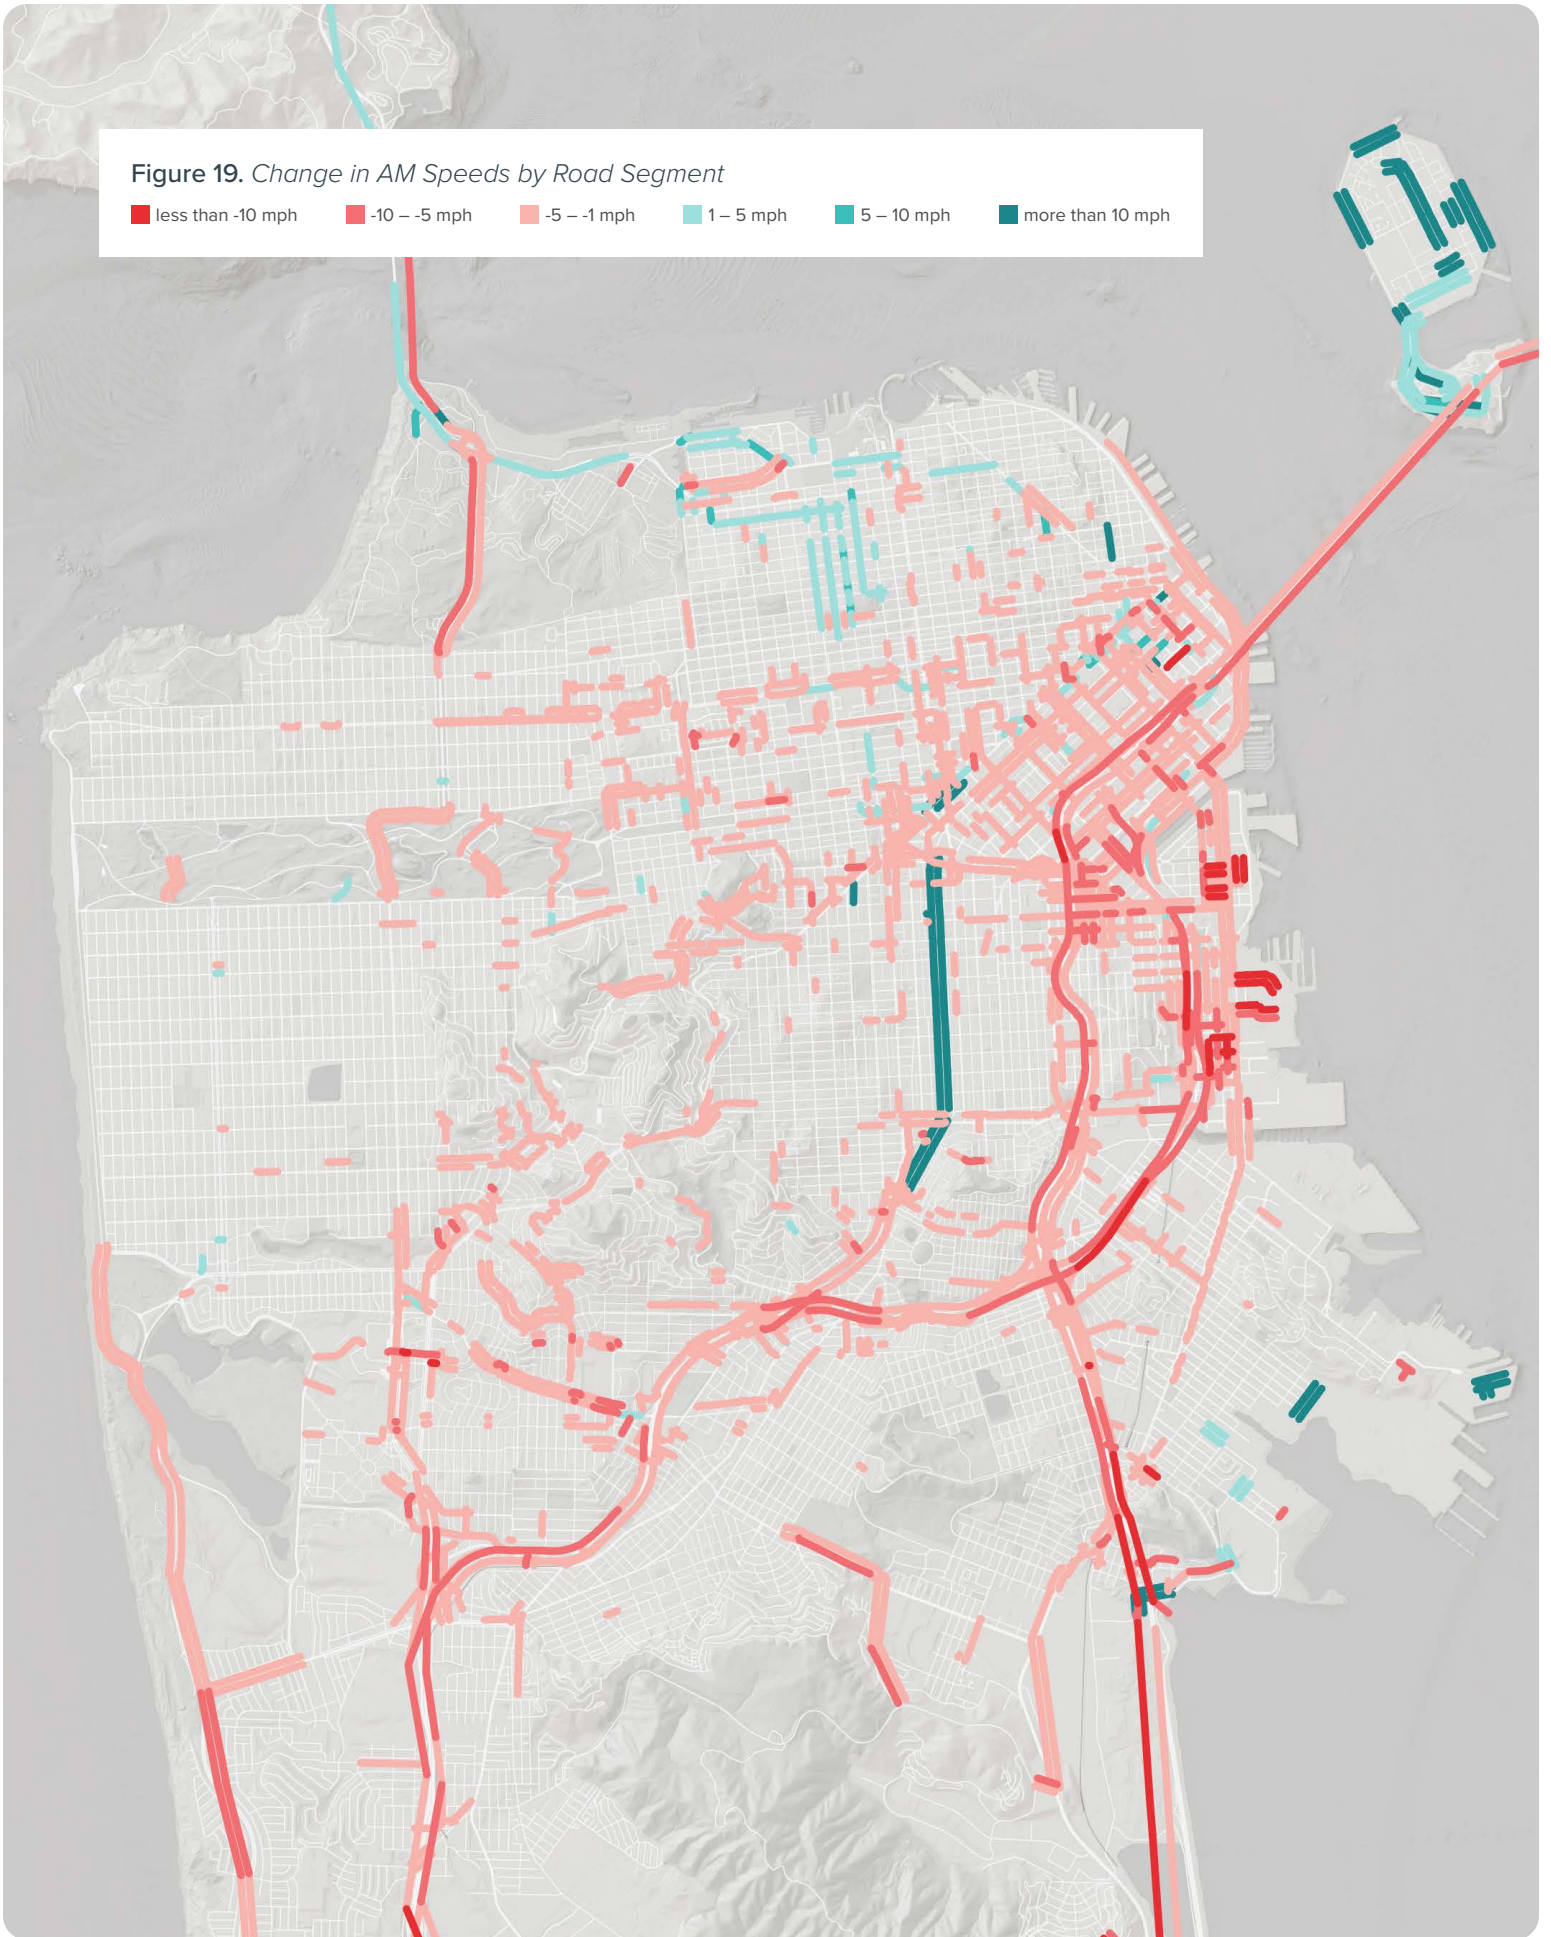 Figure 19. Change in AM Speeds by Road Segment
less than -10 mph -10 – -5 mph -5 – -1 mph 1 – 5 mph 5 – 10 mph more than 10 mph